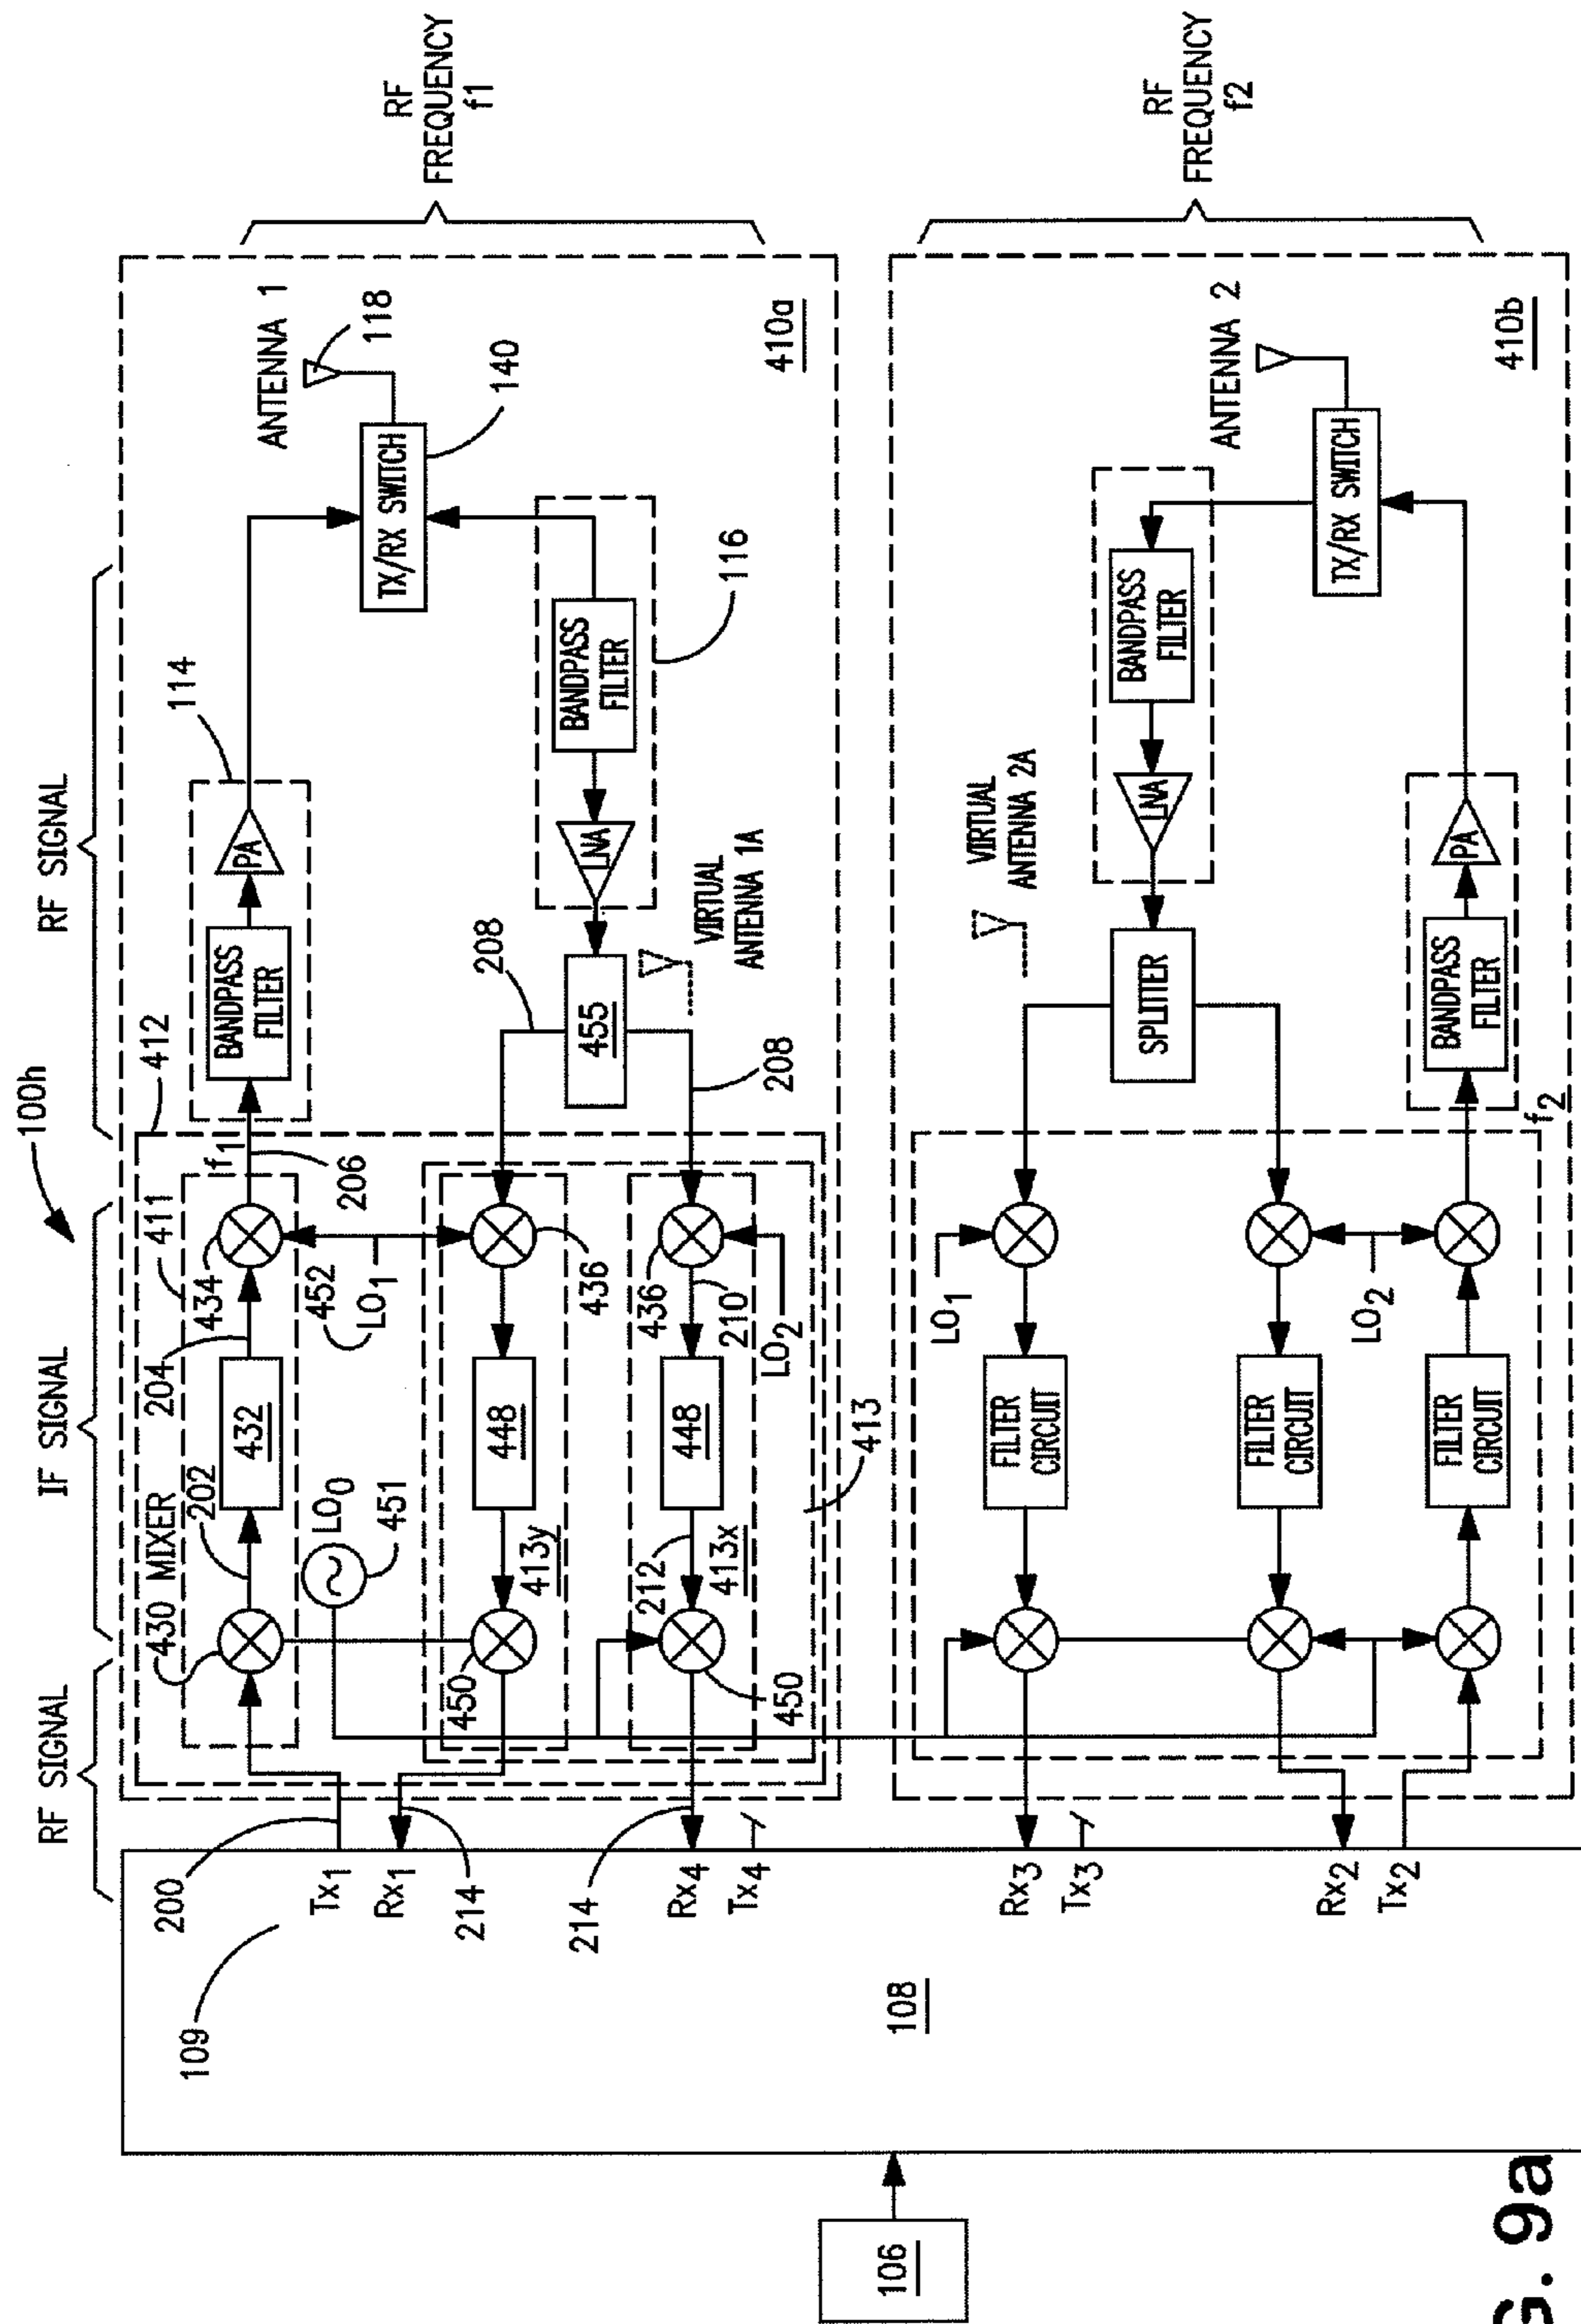 100h
RF SIGNAL
IF SIGNAL
RF SIGNAL
412
411
430 MIXER
202
204
434
432
f1
206
BANDPASS
FILTER
PA
114
ANTENNA 1
118
TX/RX SWITCH
140
RF
FREQUENCY
f1
LO0
451
452
LO1
208
455
208
LNA
BANDPASS
FILTER
116
VIRTUAL
ANTENNA 1A
410a
450
413y
448
436
450
212
413x
448
210
436
LO2
413
109
200
Tx1
Rx1
214
214
Rx4
Tx4
108
106
Rx3
Tx3
Rx2
Tx2
LO1
FILTER
CIRCUIT
FILTER
CIRCUIT
LO2
FILTER
CIRCUIT
f2
SPLITTER
VIRTUAL
ANTENNA 2A
LNA
BANDPASS
FILTER
BANDPASS
FILTER
PA
TX/RX SWITCH
ANTENNA 2
410b
RF
FREQUENCY
f2
G. 9a